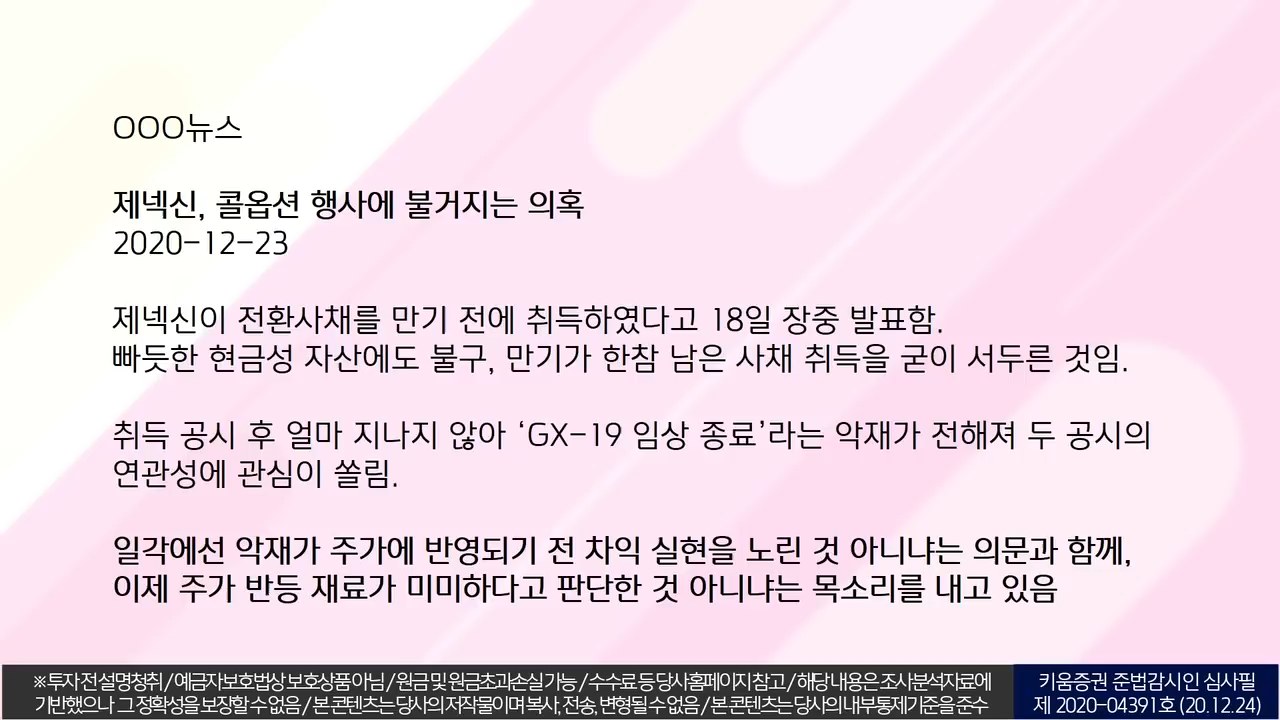 OOO뉴스
제넥신, 콜옵션 행사에 불거지는 의혹
2020-12-23
제넥신이 전환사채를 만기 전에 취득하였다고 18일 장중 발표함.
빠듯한 현금성 자산에도 불구, 만기가 한참 남은 사채 취득을 굳이 서두른 것임.
취득 공시 후 얼마 지나지 않아 ‘GX-19 임상 종료’라는 악재가 전해져 두 공시의
연관성에 관심이 쏠림.
일각에선 악재가 주가에 반영되기 전 차익 실현을 노린 것 아니냐는 의문과 함께,
이제 주가 반등 재료가 미미하다고 판단한 것 아니냐는 목소리를 내고 있음
※투자 전 설명청취 / 예금자보호법상 보호상품 아님 / 원금 및 원금초과손실 가능 / 수수료 등 당사홈페이지 참고 / 해당 내용은 조사분석자료에
기반했으나 그 정확성을 보장할 수 없음 / 본 콘텐츠는 당사의 저작물이며 복사, 전송, 변형될 수 없음 / 본 콘텐츠는 당사의 내부통제기준을 준수
키움증권 준법감시인 심사필
제 2020-04391호 (20.12.24)